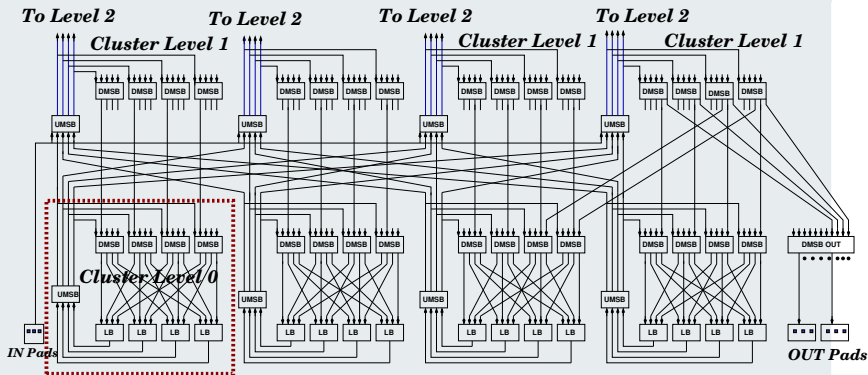 To Level 2 To Level 2 To Level 2 To Level 2
Cluster Level 1 Cluster Level 1 Cluster Level 1
DMSB DMSB DMSB DMSB DMSB DMSB DMSB DMSB DMSB DMSB DMSB DMSB DMSB DMSB DMSB DMSB
UMSB UMSB UMSB UMSB
DMSB DMSB DMSB DMSB DMSB DMSB DMSB DMSB DMSB DMSB DMSB DMSB DMSB DMSB DMSB DMSB DMSB OUT
Cluster Level 0
UMSB UMSB UMSB UMSB
LB LB LB LB LB LB LB LB LB LB LB LB LB LB LB LB
IN Pads OUT Pads